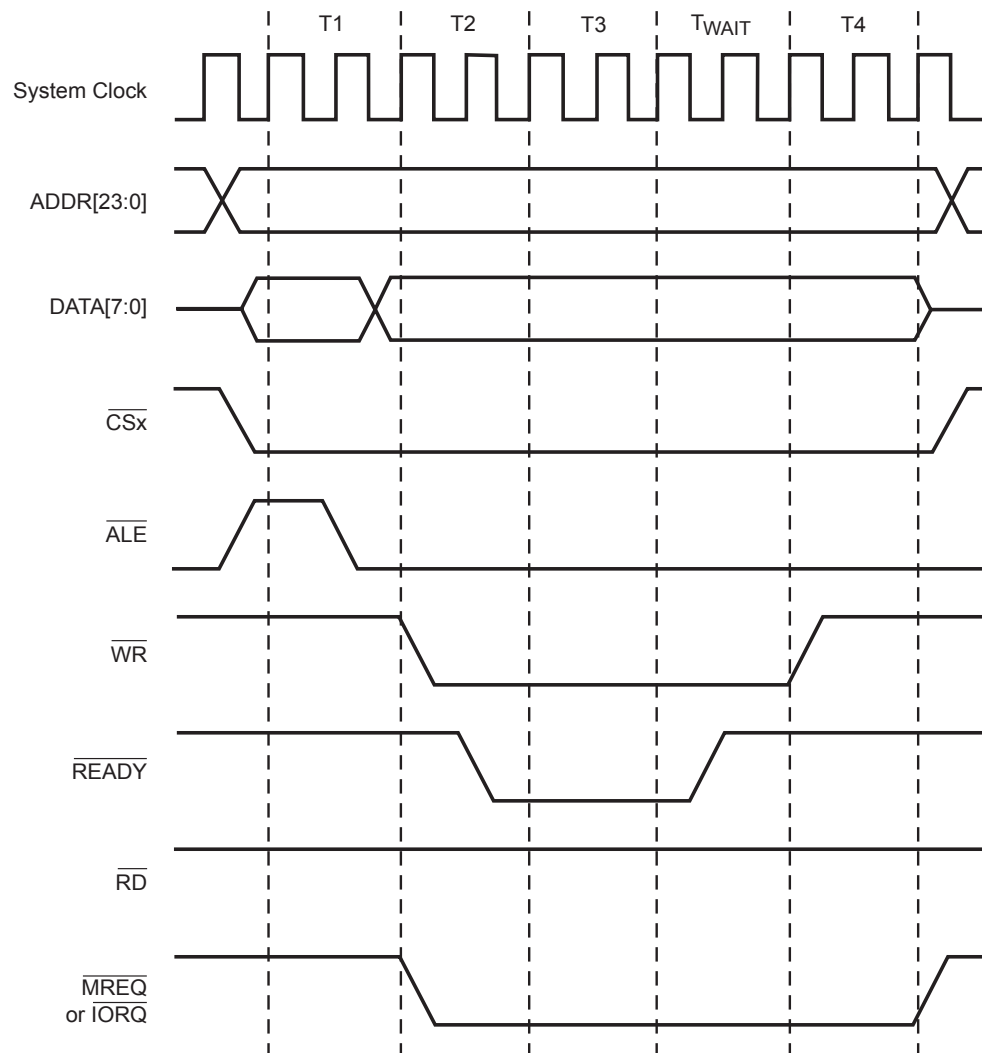 T1 T2 T3 TWAIT T4
System Clock
ADDR[23:0]
DATA[7:0]
CSx
ALE
WR
READY
RD
MREQ
or IORQ